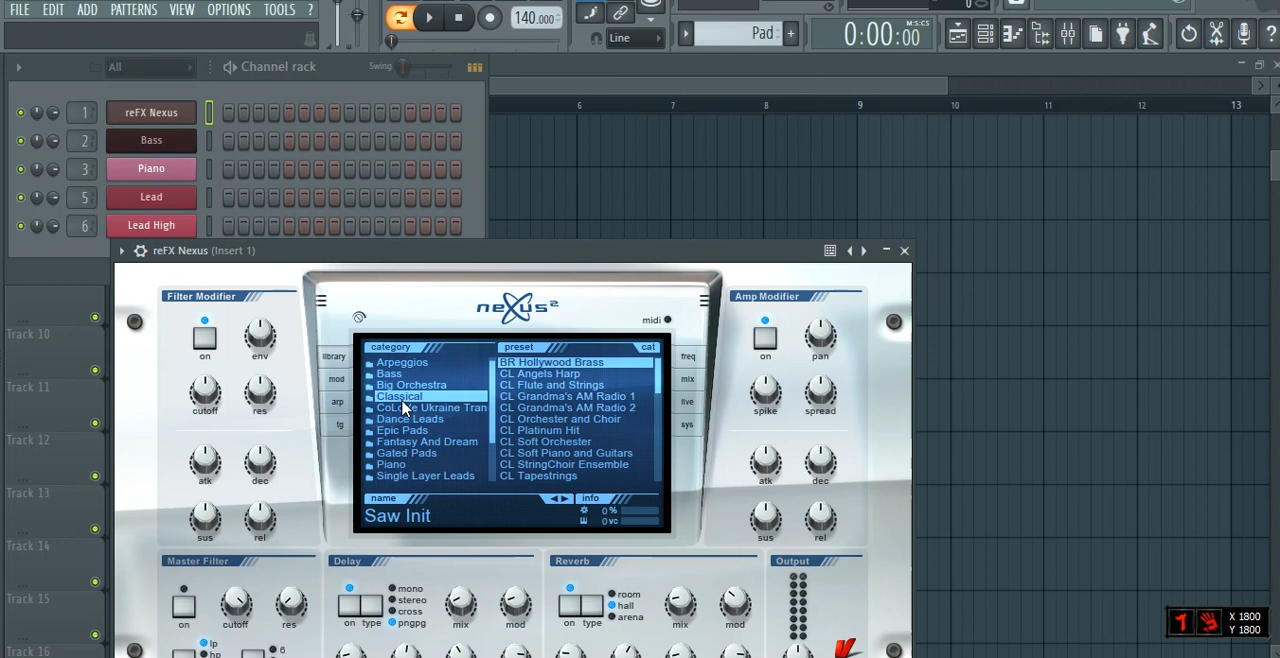 FILE EDIT ADD PATTERNS VIEW OPTIONS TOOLS ?
140.000
Line
Pad
+
M:S:CS
0:00:00
?
All
Channel rack
Swing
1 reFX Nexus
2 Bass
3 Piano
5 Lead
6 Lead High
6 7 8 9 10 11 12 13
reFX Nexus (Insert 1)
Track 10
Track 11
Track 12
Track 13
Track 14
Track 15
Track 16
Filter Modifier
on env
cutoff res
atk dec
sus rel
nexus²
midi
library
mod
arp
tg
category
Arpeggios
Bass
Big Orchestra
Classical
CoLoRe Ukraine Tran
Dance Leads
Epic Pads
Fantasy And Dream
Gated Pads
Piano
Single Layer Leads
preset cat
BR Hollywood Brass
CL Angels Harp
CL Flute and Strings
CL Grandma's AM Radio 1
CL Grandma's AM Radio 2
CL Orchester and Choir
CL Platinum Hit
CL Soft Orchester
CL Soft Piano and Guitars
CL StringChoir Ensemble
CL Tapestrings
name
Saw Init
info
0 %
0 vc
freq
mix
live
sys
Amp Modifier
on pan
spike spread
atk dec
sus rel
Master Filter
on cutoff res
lp
hp
6
Delay
on type
mono
stereo
cross
pngpg
mix mod
Reverb
on type
room
hall
arena
mix mod
Output
X 1800
Y 1800